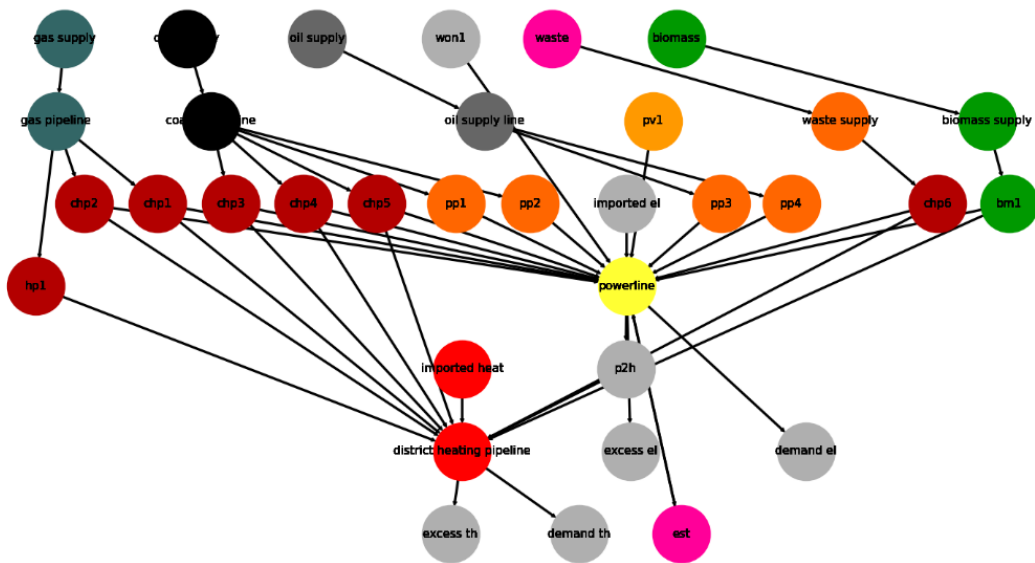 gas supply
oil supply
won1
waste
biomass
gas pipeline
oil supply line
pv1
waste supply
biomass supply
chp2
chp1
chp3
chp4
chp5
pp1
pp2
imported el
pp3
pp4
chp6
bm1
hp1
powerline
imported heat
p2h
district heating pipeline
excess el
demand el
excess th
demand th
est